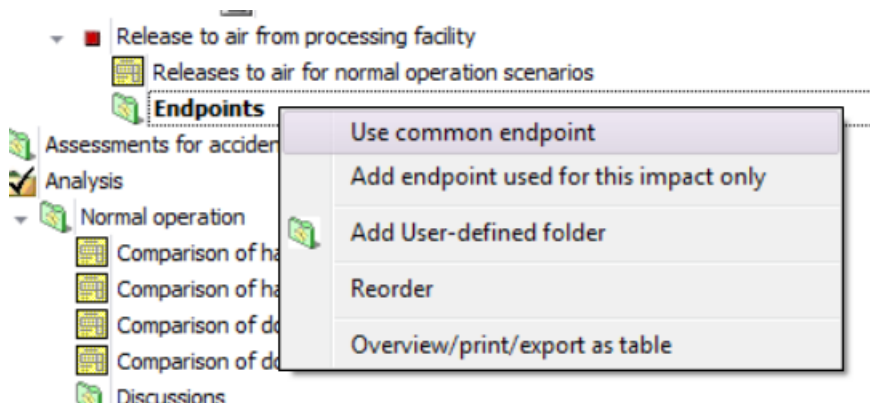 Release to air from processing facility
Releases to air for normal operation scenarios
Endpoints
Use common endpoint
Assessments for acciden
Add endpoint used for this impact only
Analysis
Normal operation
Add User-defined folder
Comparison of ha
Comparison of ha
Reorder
Comparison of do
Comparison of do
Overview/print/export as table
Discussions